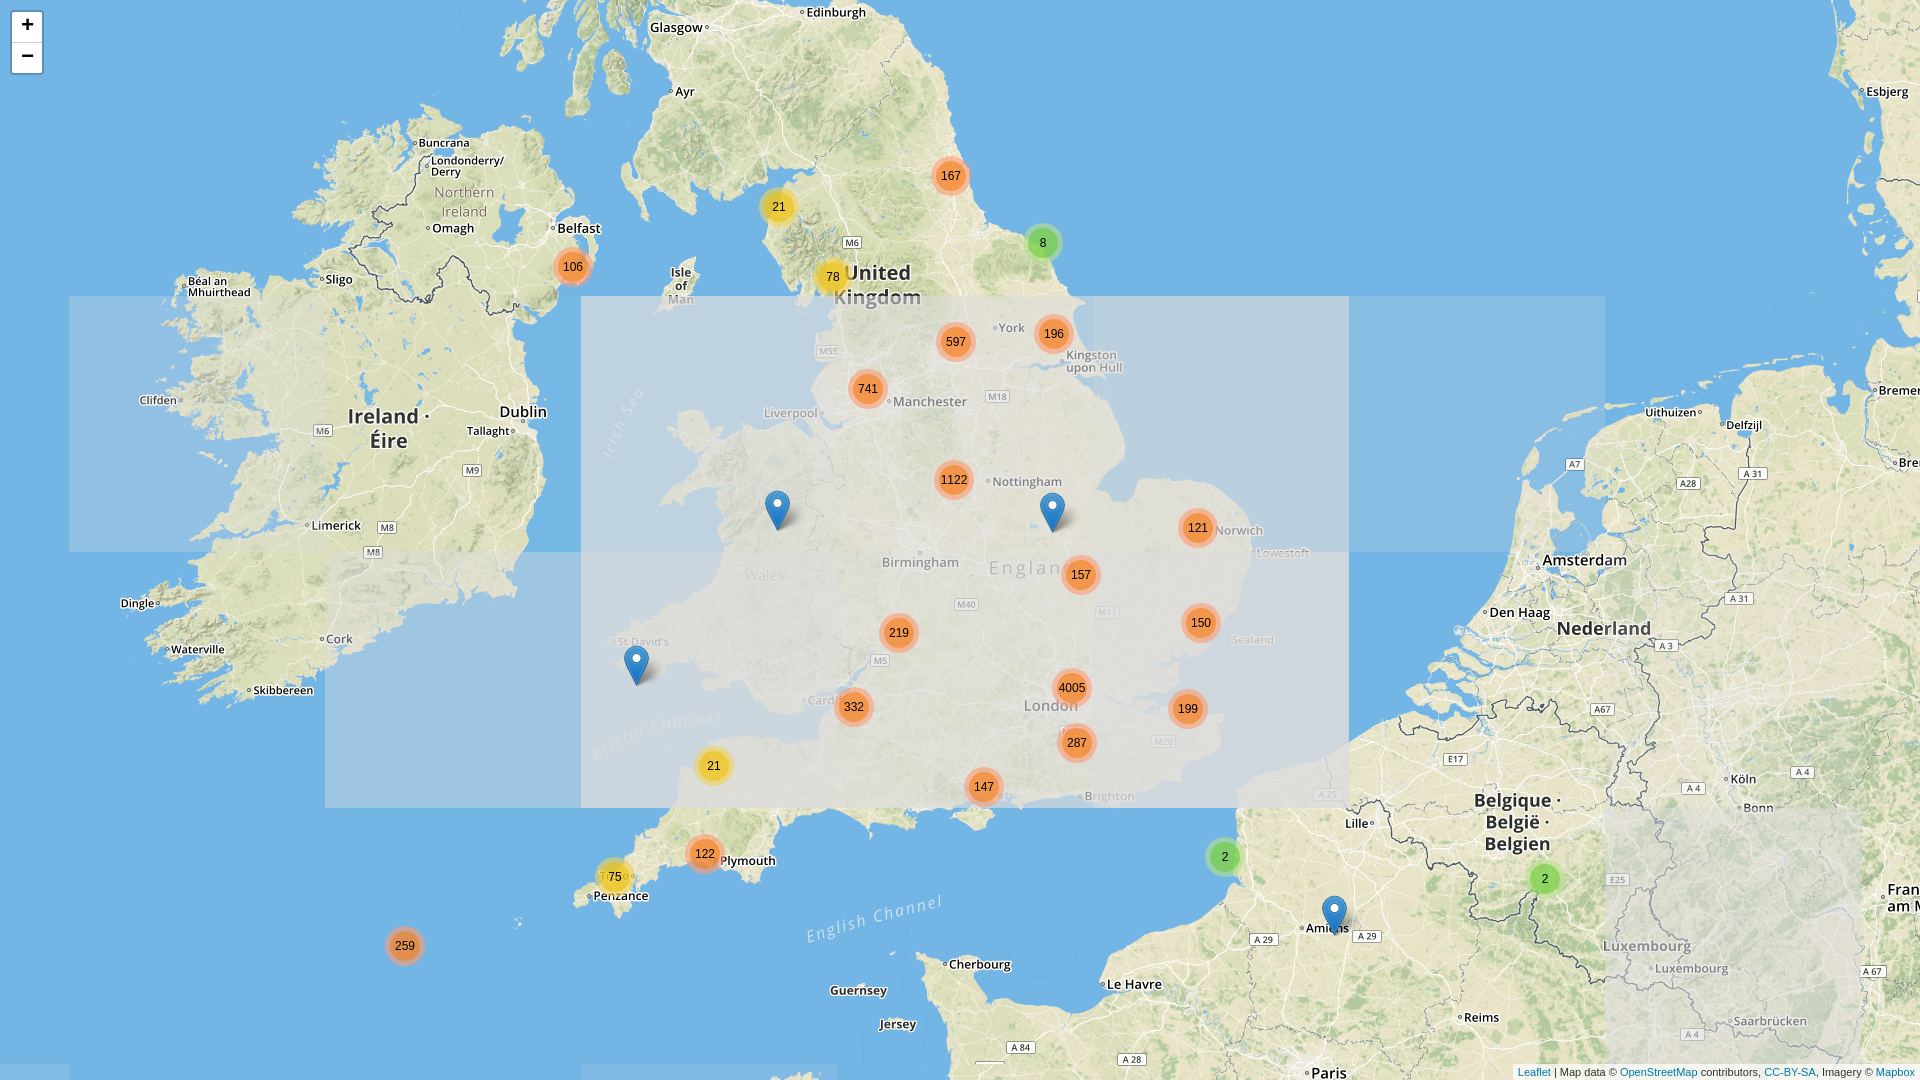 +
−
Edinburgh
Glasgow
Ayr
Esbjerg
Buncrana
Londonderry/
Derry
Northern
Ireland
Omagh
Belfast
167
21
8
M6
106
78
United
Kingdom
Isle
of
Man
Béal an
Mhuirthead
Sligo
York
196
597
M55
Kingston
upon Hull
741
Manchester
M18
Liverpool
Irish Sea
Clifden
Ireland ·
Éire
Dublin
Tallaght
M6
M9
Uithuizen
Delfzijl
Bremer
A7
A 31
A28
Bre
1122
Nottingham
Limerick
M8
M8
121
Norwich
Lowestoft
Birmingham
Englan
157
Wales
Amsterdam
Dingle
M40
M11
A 31
Den Haag
Nederland
150
Sealand
219
Cork
St David's
Waterville
M5
A 3
Skibbereen
4005
London
Cardi
332
199
A67
Bristol Channel
287
M20
E17
21
Köln
A 4
A 4
147
Brighton
A 25
Bonn
Belgique ·
België ·
Belgien
Lille
122
Plymouth
2
75
Penzance
2
E25
Fran
am M
English Channel
Amiens
A 29
A 29
259
Luxembourg
Luxembourg
Cherbourg
A 67
Guernsey
Le Havre
Jersey
Reims
Saarbrücken
A 4
A 84
A 28
Paris
Leaflet | Map data © OpenStreetMap contributors, CC-BY-SA, Imagery © Mapbox